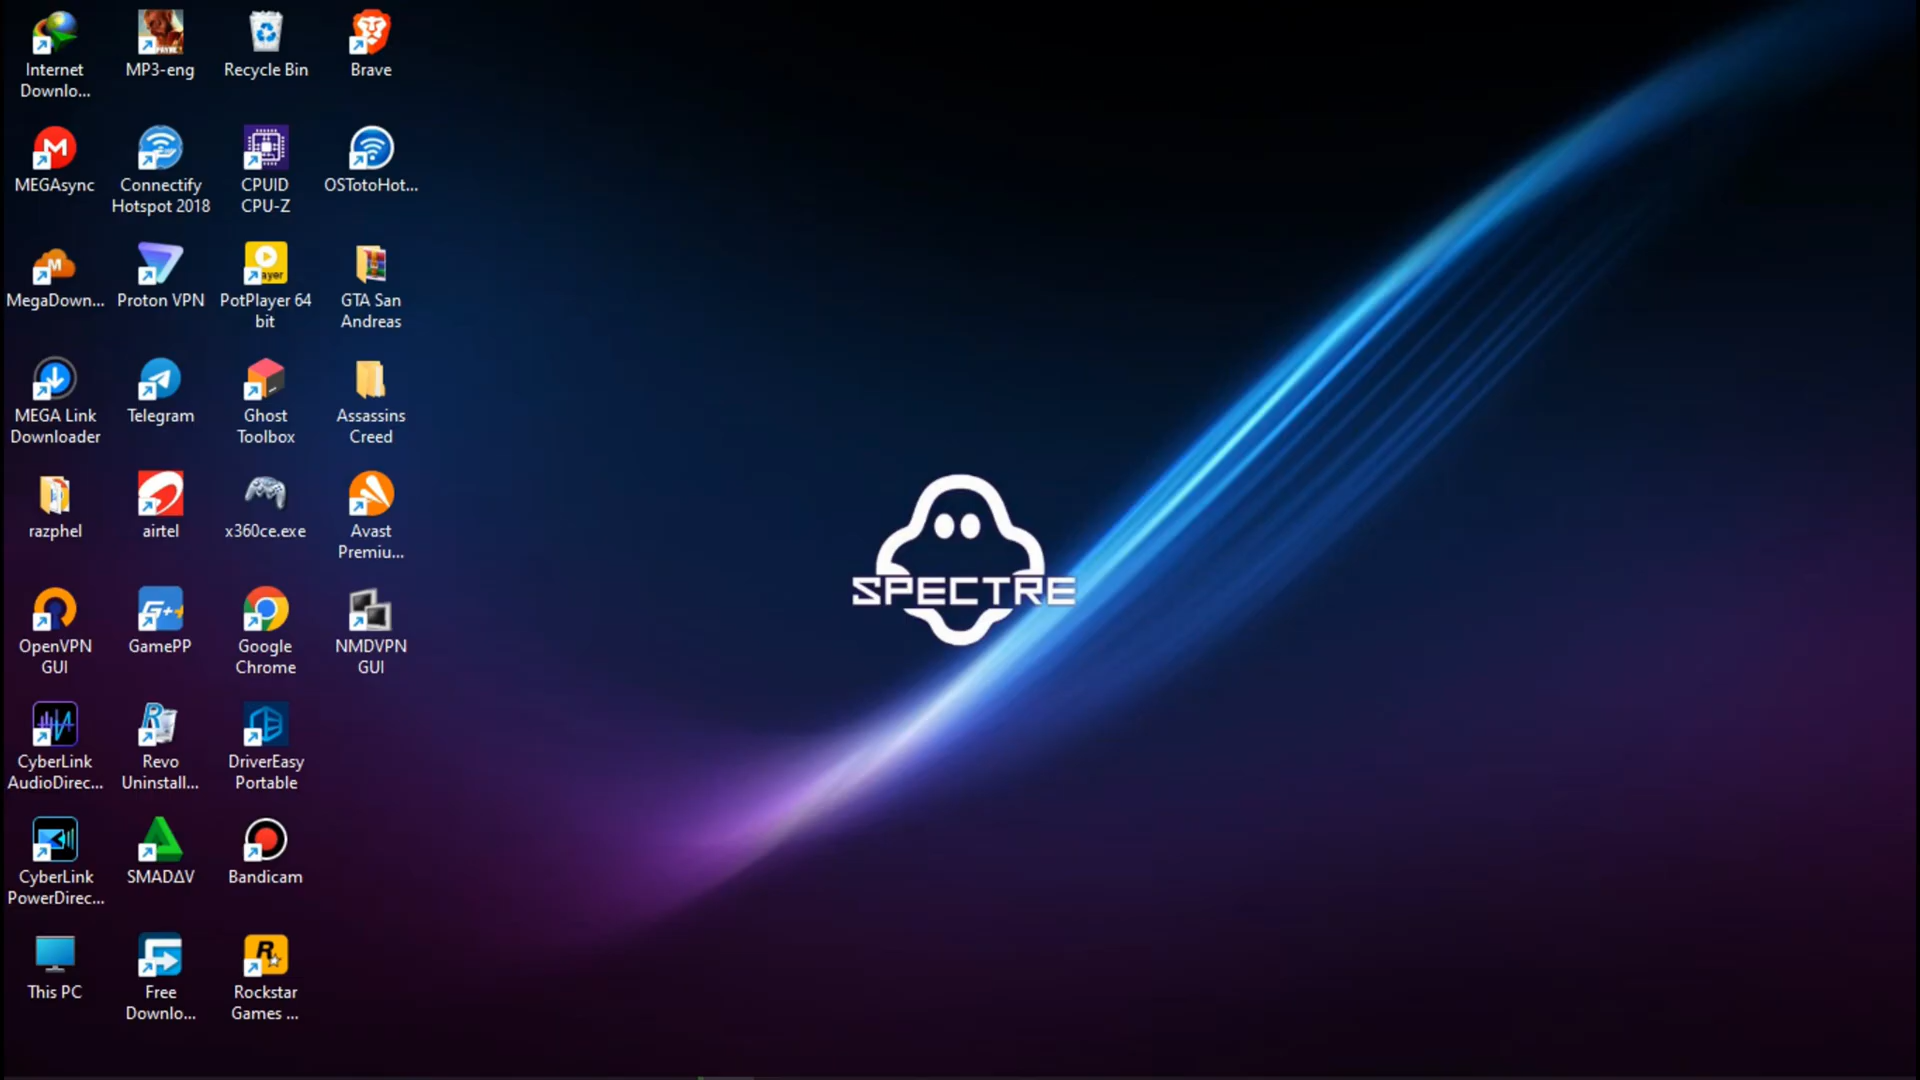 Internet
Downlo...
MP3-eng
Recycle Bin
Brave
MEGAsync
Connectify
Hotspot 2018
CPUID
CPU-Z
OSTotoHot...
MegaDown...
Proton VPN
PotPlayer 64
bit
GTA San
Andreas
MEGA Link
Downloader
Telegram
Ghost
Toolbox
Assassins
Creed
razphel
airtel
x360ce.exe
Avast
Premiu...
OpenVPN
GUI
GamePP
Google
Chrome
NMDVPN
GUI
CyberLink
AudioDirec...
Revo
Uninstall...
DriverEasy
Portable
CyberLink
PowerDirec...
SMADΔV
Bandicam
This PC
Free
Downlo...
Rockstar
Games ...
SPECTRE